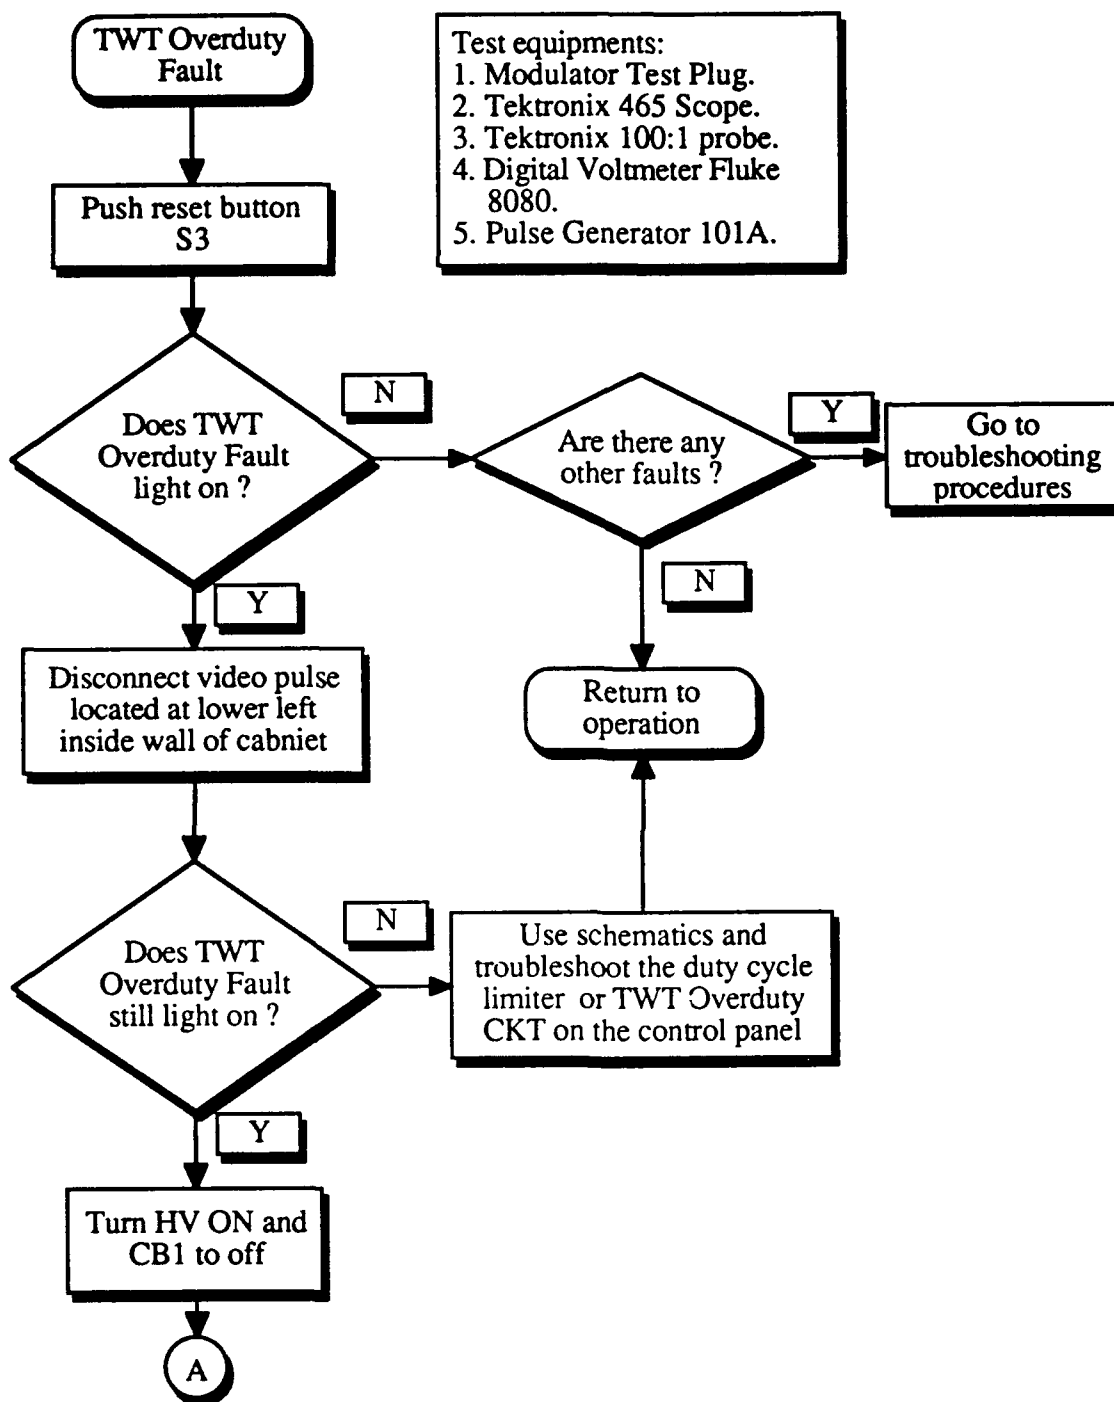 TWT Overduty
Fault
Test equipments:
1. Modulator Test Plug.
2. Tektronix 465 Scope.
3. Tektronix 100:1 probe.
4. Digital Voltmeter Fluke
8080.
5. Pulse Generator 101A.
Push reset button
S3
Does TWT
Overduty Fault
light on ?
N
Are there any
other faults ?
Y
Go to
troubleshooting
procedures
Y
N
Disconnect video pulse
located at lower left
inside wall of cabniet
Return to
operation
Does TWT
Overduty Fault
still light on ?
N
Use schematics and
troubleshoot the duty cycle
limiter or TWT Overduty
CKT on the control panel
Y
Turn HV ON and
CB1 to off
A